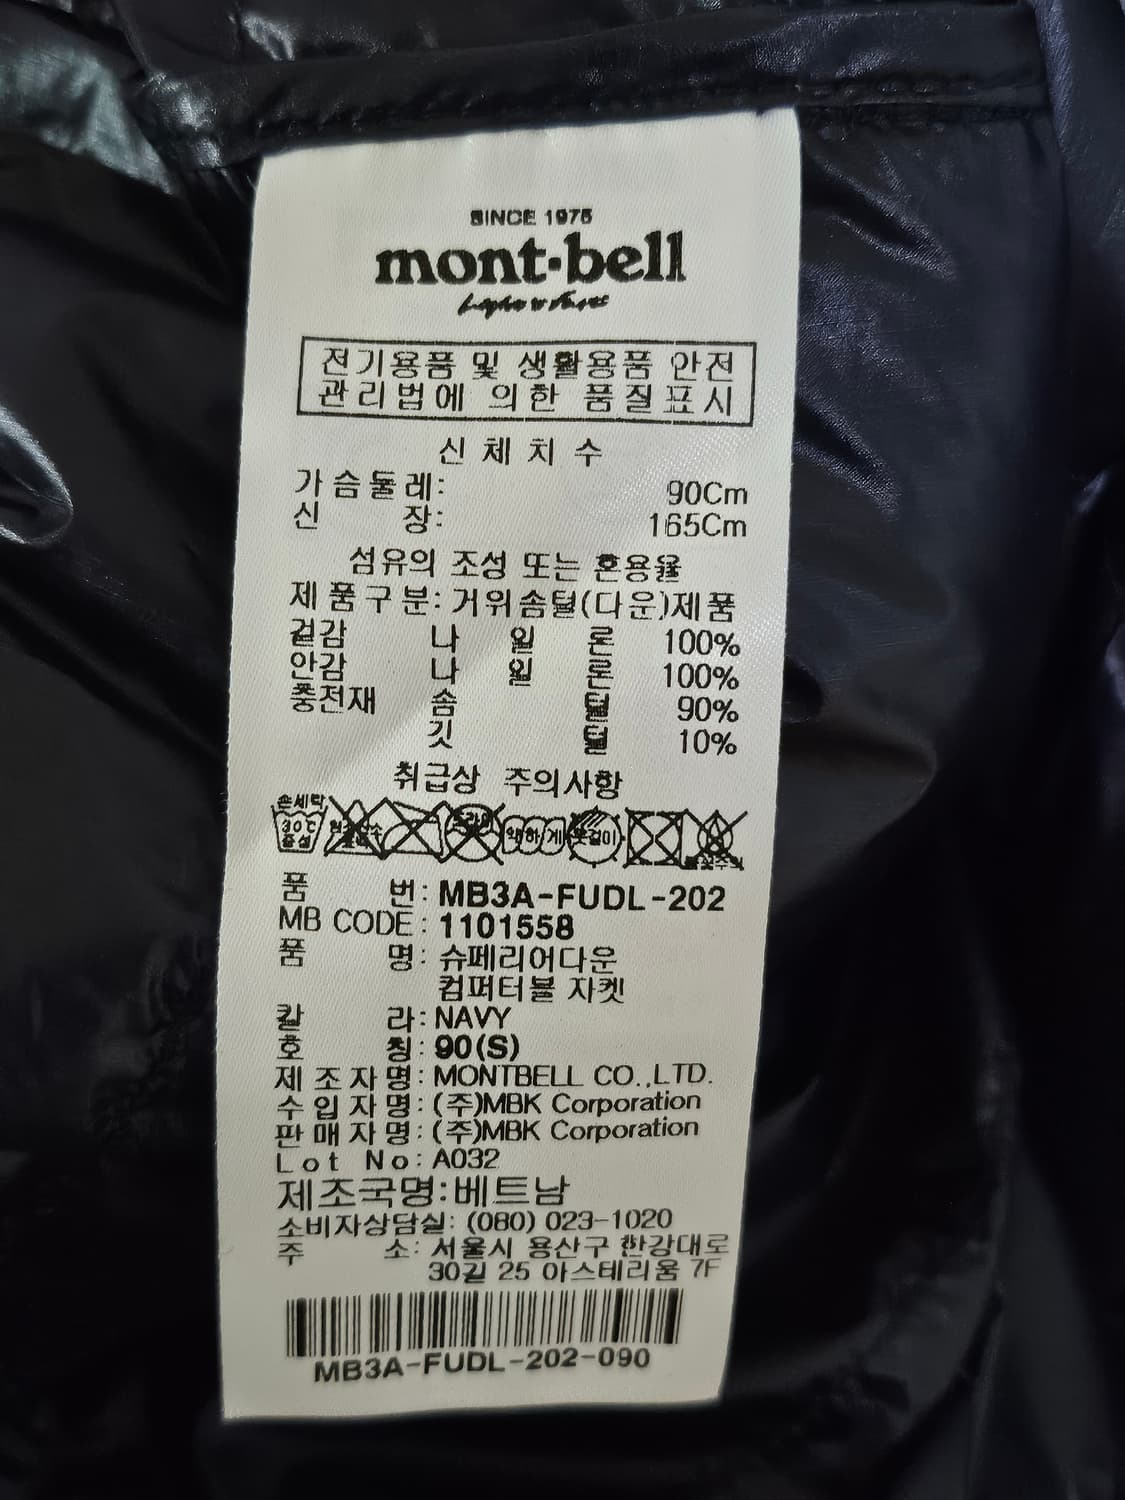 SINCE 1975
mont·bell
전기용품 및 생활용품 안전
관리법에 의한 품질표시
신 체 치 수
가슴둘레: 90Cm
신 장: 165Cm
섬유의 조성 또는 혼용율
제품구분:거위솜털(다운)제품
겉감 나 일 론 100%
안감 나 일 론 100%
충전재 솜 털 90%
깃 털 10%
취급상 주의사항
손세탁
30℃
중성
약하게
옷걸이
품 번: MB3A-FUDL-202
MB CODE: 1101558
품 명: 슈페리어다운
컴퍼터블 자켓
칼 라: NAVY
호 칭: 90(S)
제조자명: MONTBELL CO.,LTD.
수입자명: (주)MBK Corporation
판매자명: (주)MBK Corporation
Lot No: A032
제조국명:베트남
소비자상담실: (080) 023-1020
주 소: 서울시 용산구 한강대로
30길 25 아스테리움 7F
MB3A-FUDL-202-090